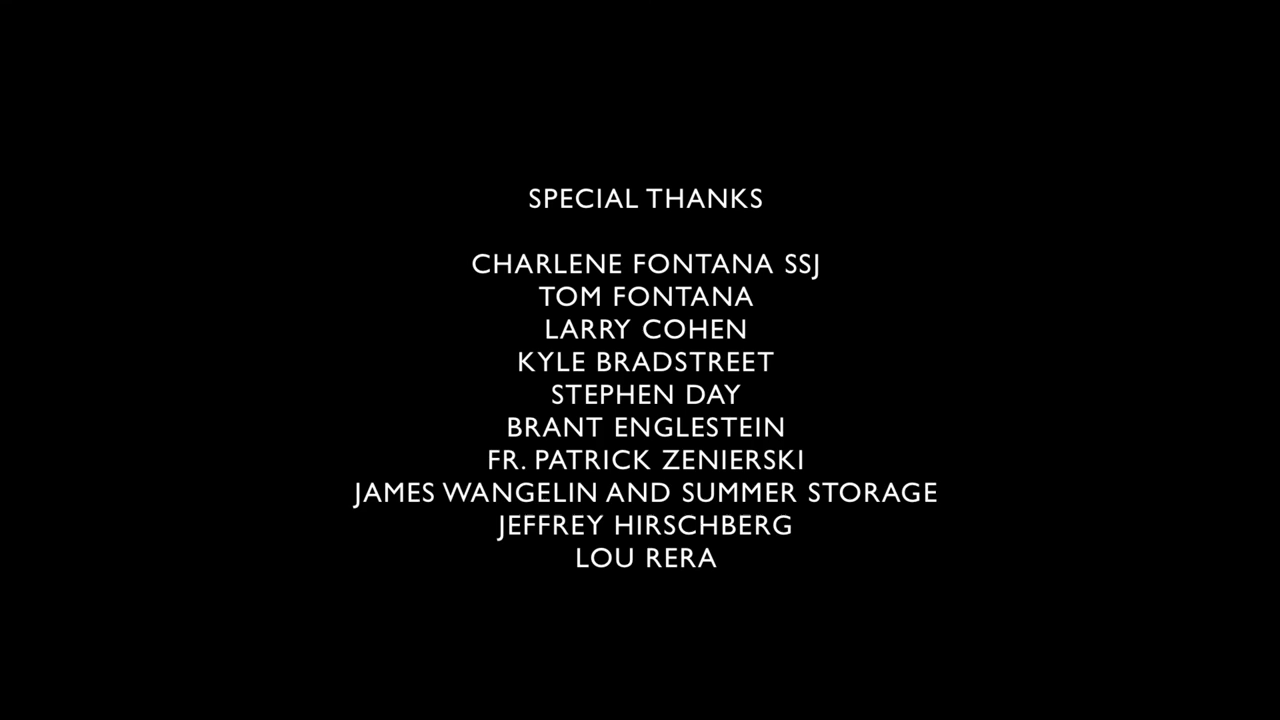 SPECIAL THANKS
CHARLENE FONTANA SSJ
TOM FONTANA
LARRY COHEN
KYLE BRADSTREET
STEPHEN DAY
BRANT ENGLESTEIN
FR. PATRICK ZENIERSKI
JAMES WANGELIN AND SUMMER STORAGE
JEFFREY HIRSCHBERG
LOU RERA